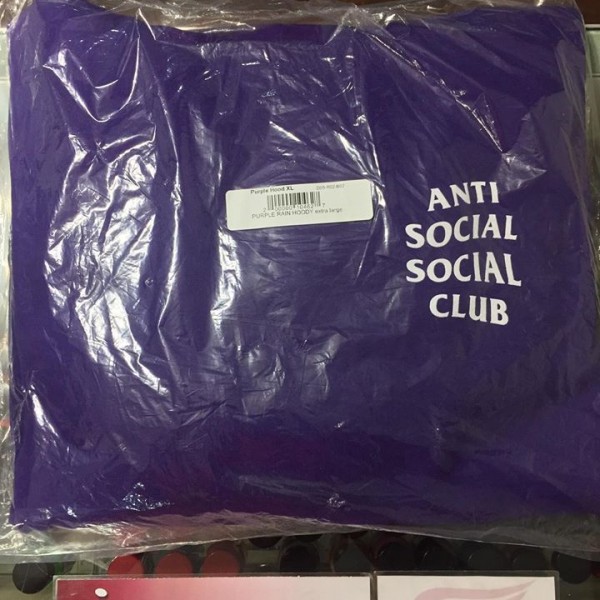 Purple Hood XL
PURPLE RAIN HOODY extra large
ANTI
SOCIAL
SOCIAL
CLUB